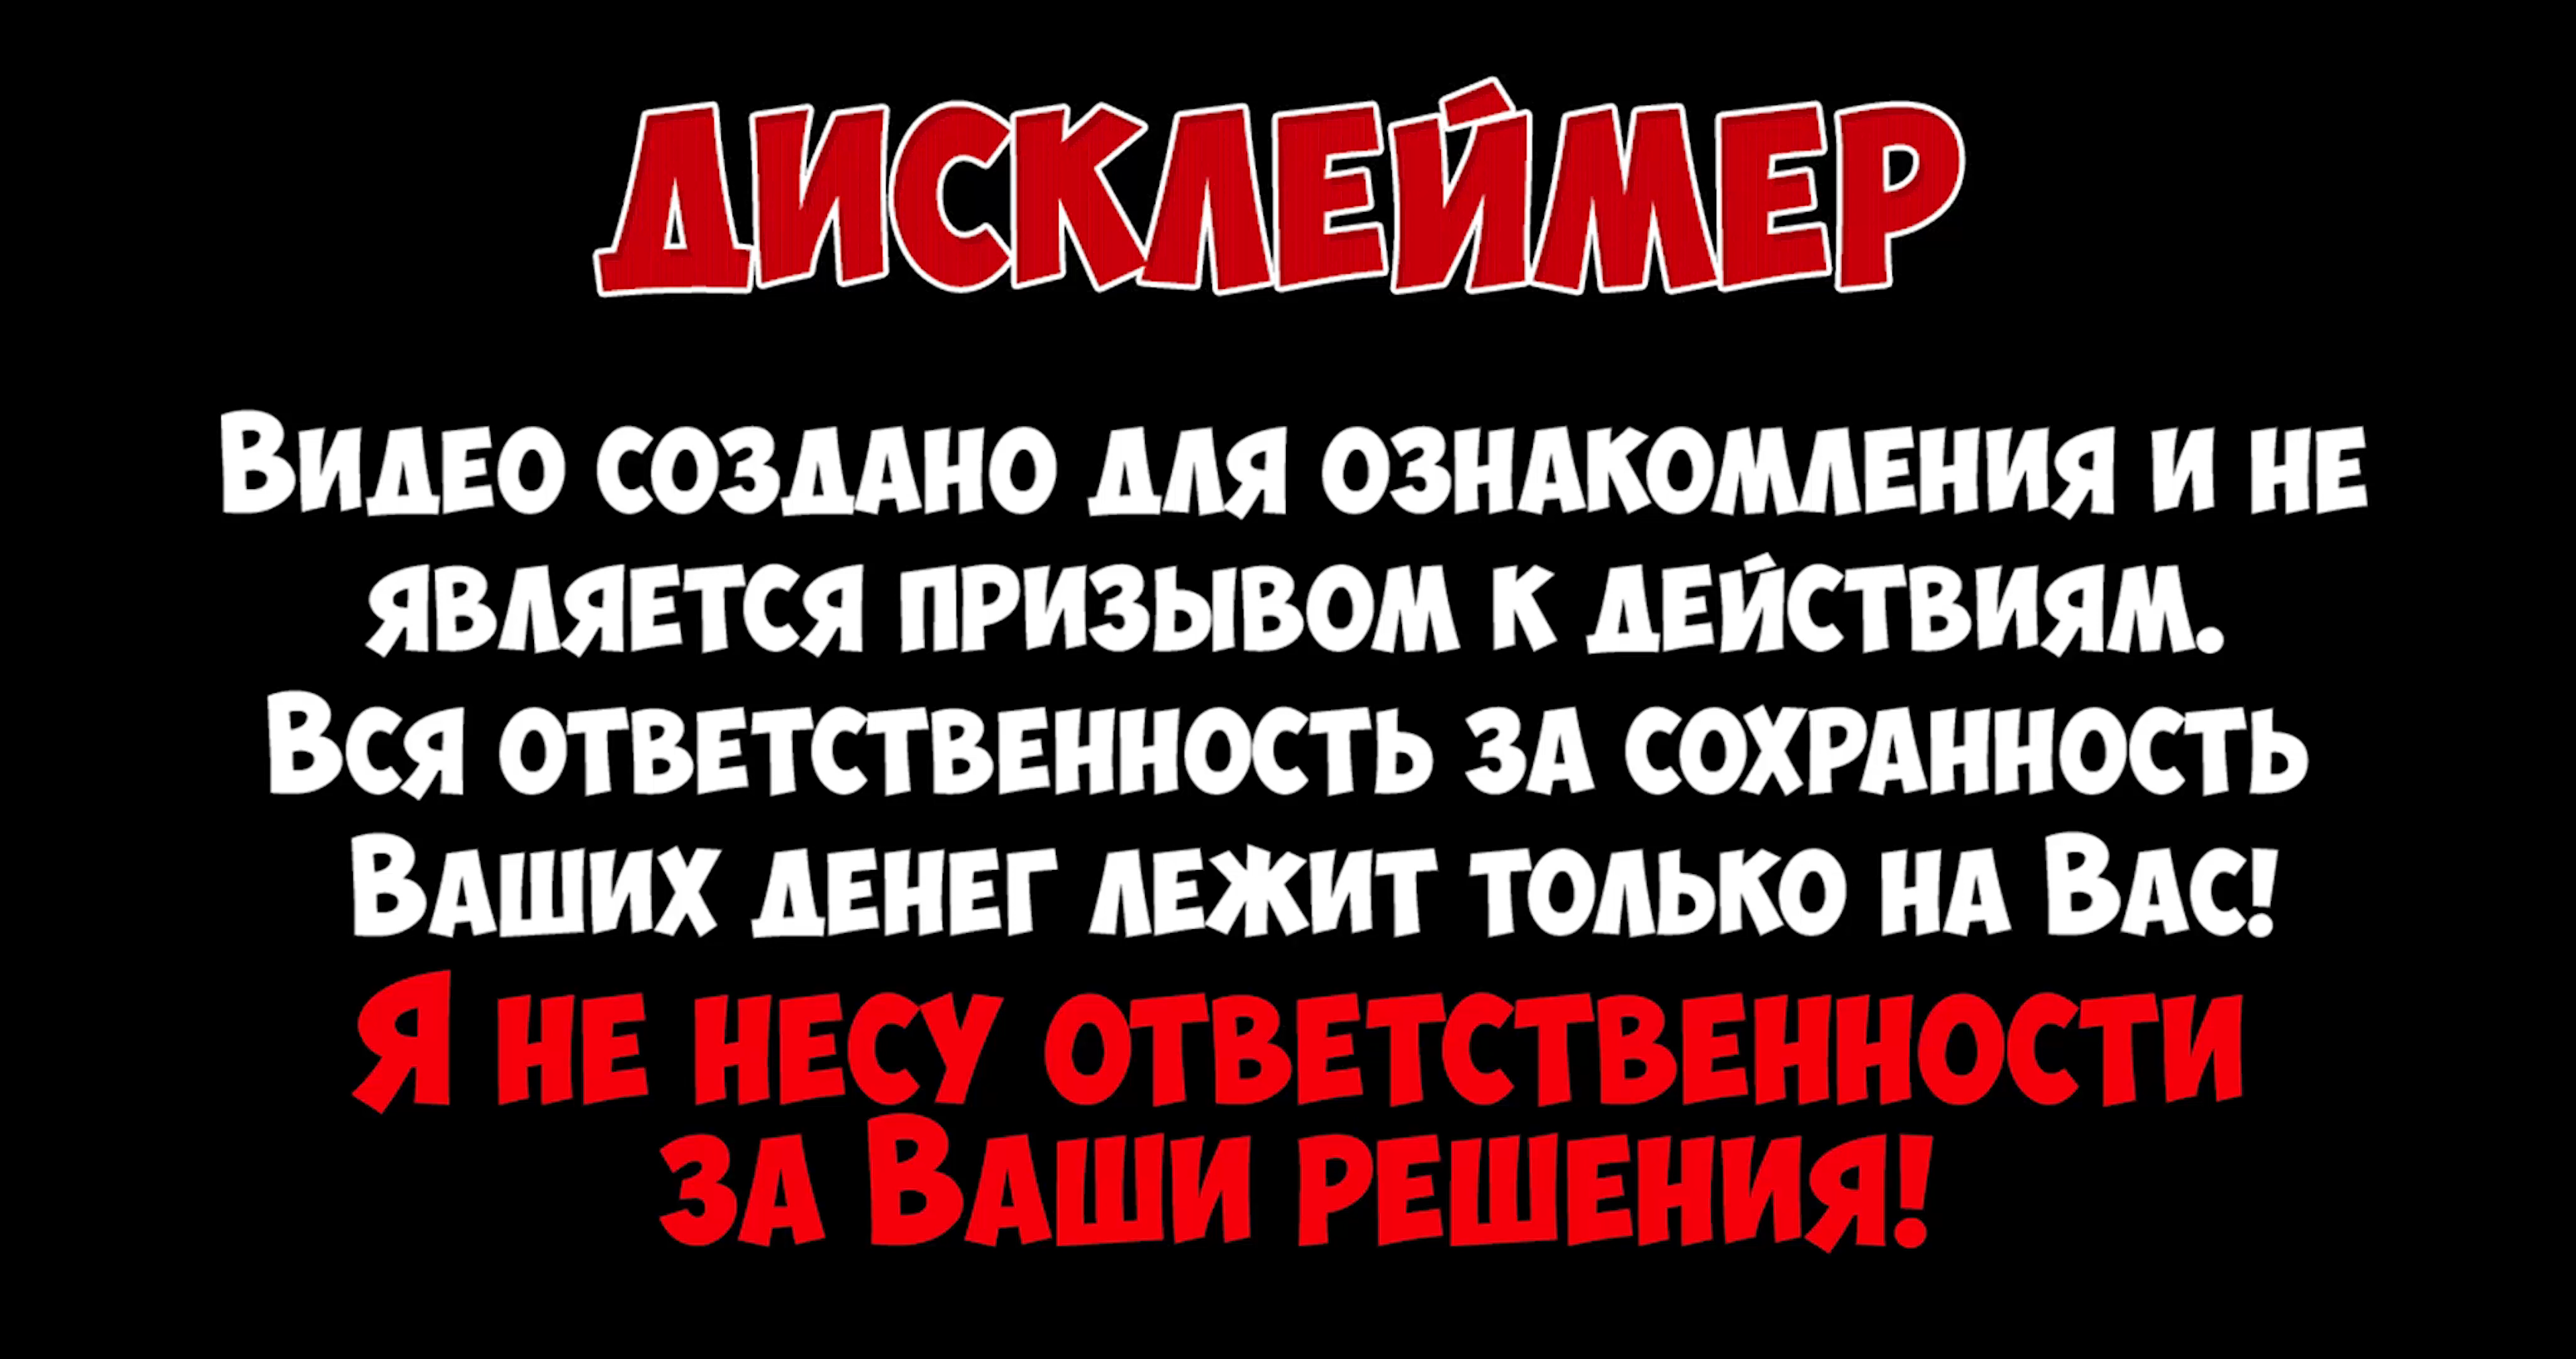 ДИСКЛЕЙМЕР
Видео создано для ознакомления и не
является призывом к действиям.
Вся ответственность за сохранность
Ваших денег лежит только на Вас!
Я не несу ответственности
за Ваши решения!